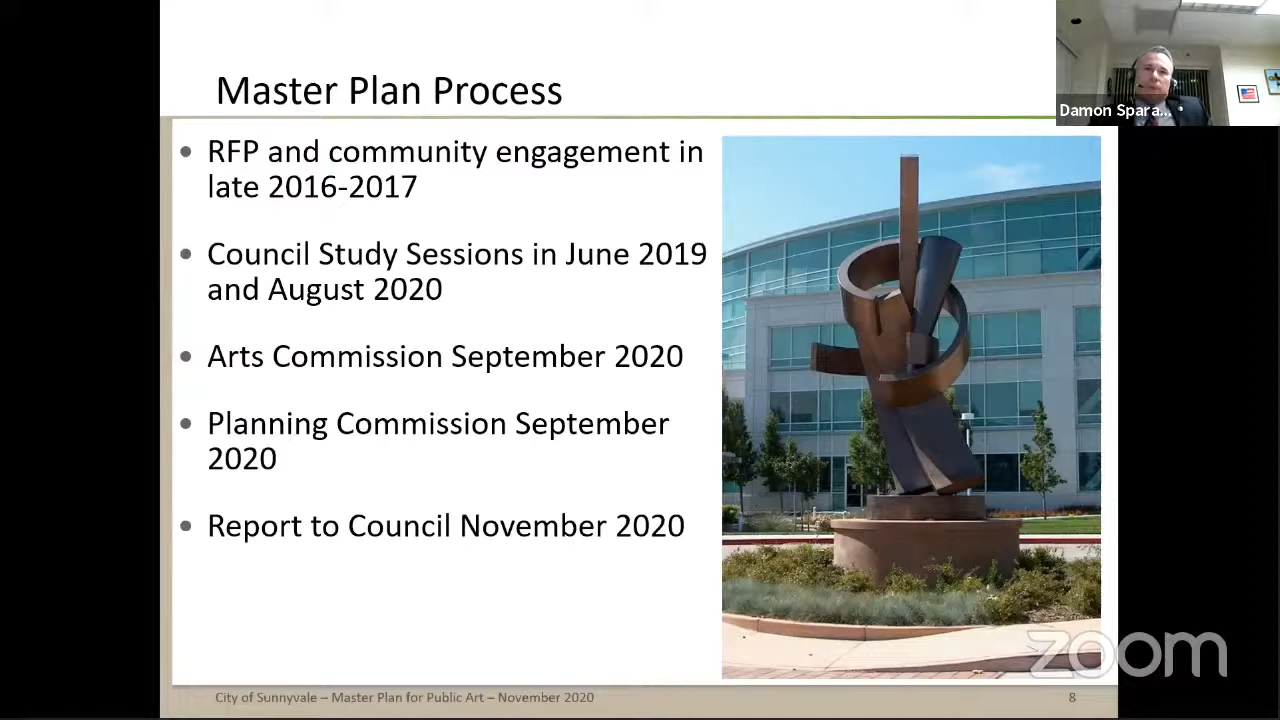 Master Plan Process
Damon Spara...
• RFP and community engagement in
late 2016-2017
• Council Study Sessions in June 2019
and August 2020
• Arts Commission September 2020
• Planning Commission September
2020
• Report to Council November 2020
zoom
City of Sunnyvale – Master Plan for Public Art – November 2020
8